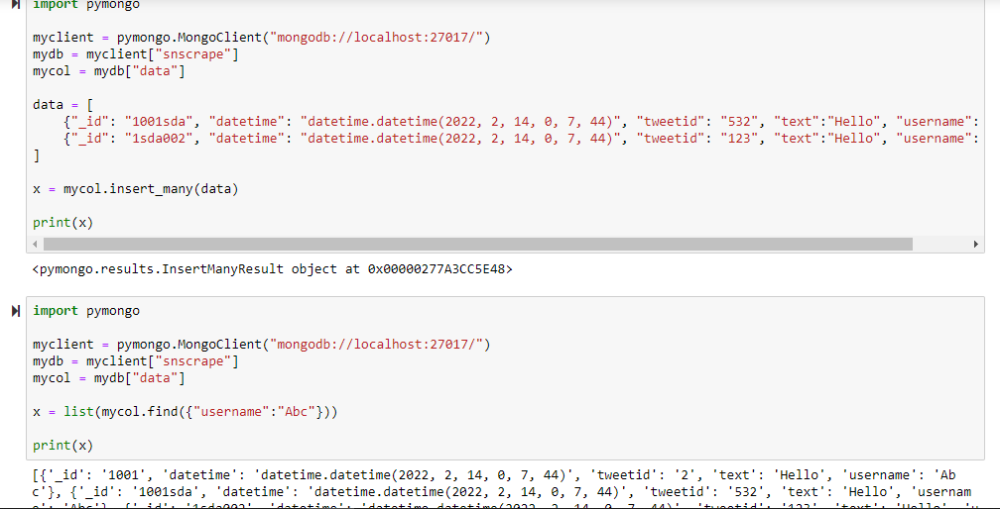 import pymongo
myclient = pymongo.MongoClient("mongodb://localhost:27017/")
mydb = myclient["snscrape"]
mycol = mydb["data"]
data = [
{"_id": "1001sda", "datetime": "datetime.datetime(2022, 2, 14, 0, 7, 44)", "tweetid": "532", "text":"Hello", "username":
{"_id": "1sda002", "datetime": "datetime.datetime(2022, 2, 14, 0, 7, 44)", "tweetid": "123", "text":"Hello", "username":
]
x = mycol.insert_many(data)
print(x)
<pymongo.results.InsertManyResult object at 0x00000277A3CC5E48>
import pymongo
myclient = pymongo.MongoClient("mongodb://localhost:27017/")
mydb = myclient["snscrape"]
mycol = mydb["data"]
x = list(mycol.find({"username":"Abc"}))
print(x)
[{'_id': '1001', 'datetime': 'datetime.datetime(2022, 2, 14, 0, 7, 44)', 'tweetid': '2', 'text': 'Hello', 'username': 'Ab
c'}, {'_id': '1001sda', 'datetime': 'datetime.datetime(2022, 2, 14, 0, 7, 44)', 'tweetid': '532', 'text': 'Hello', 'usernam
e': 'Abc'}, {'_id': '1sda002', 'datetime': 'datetime.datetime(2022, 2, 14, 0, 7, 44)', 'tweetid': '123', 'text': 'Hello', 'u